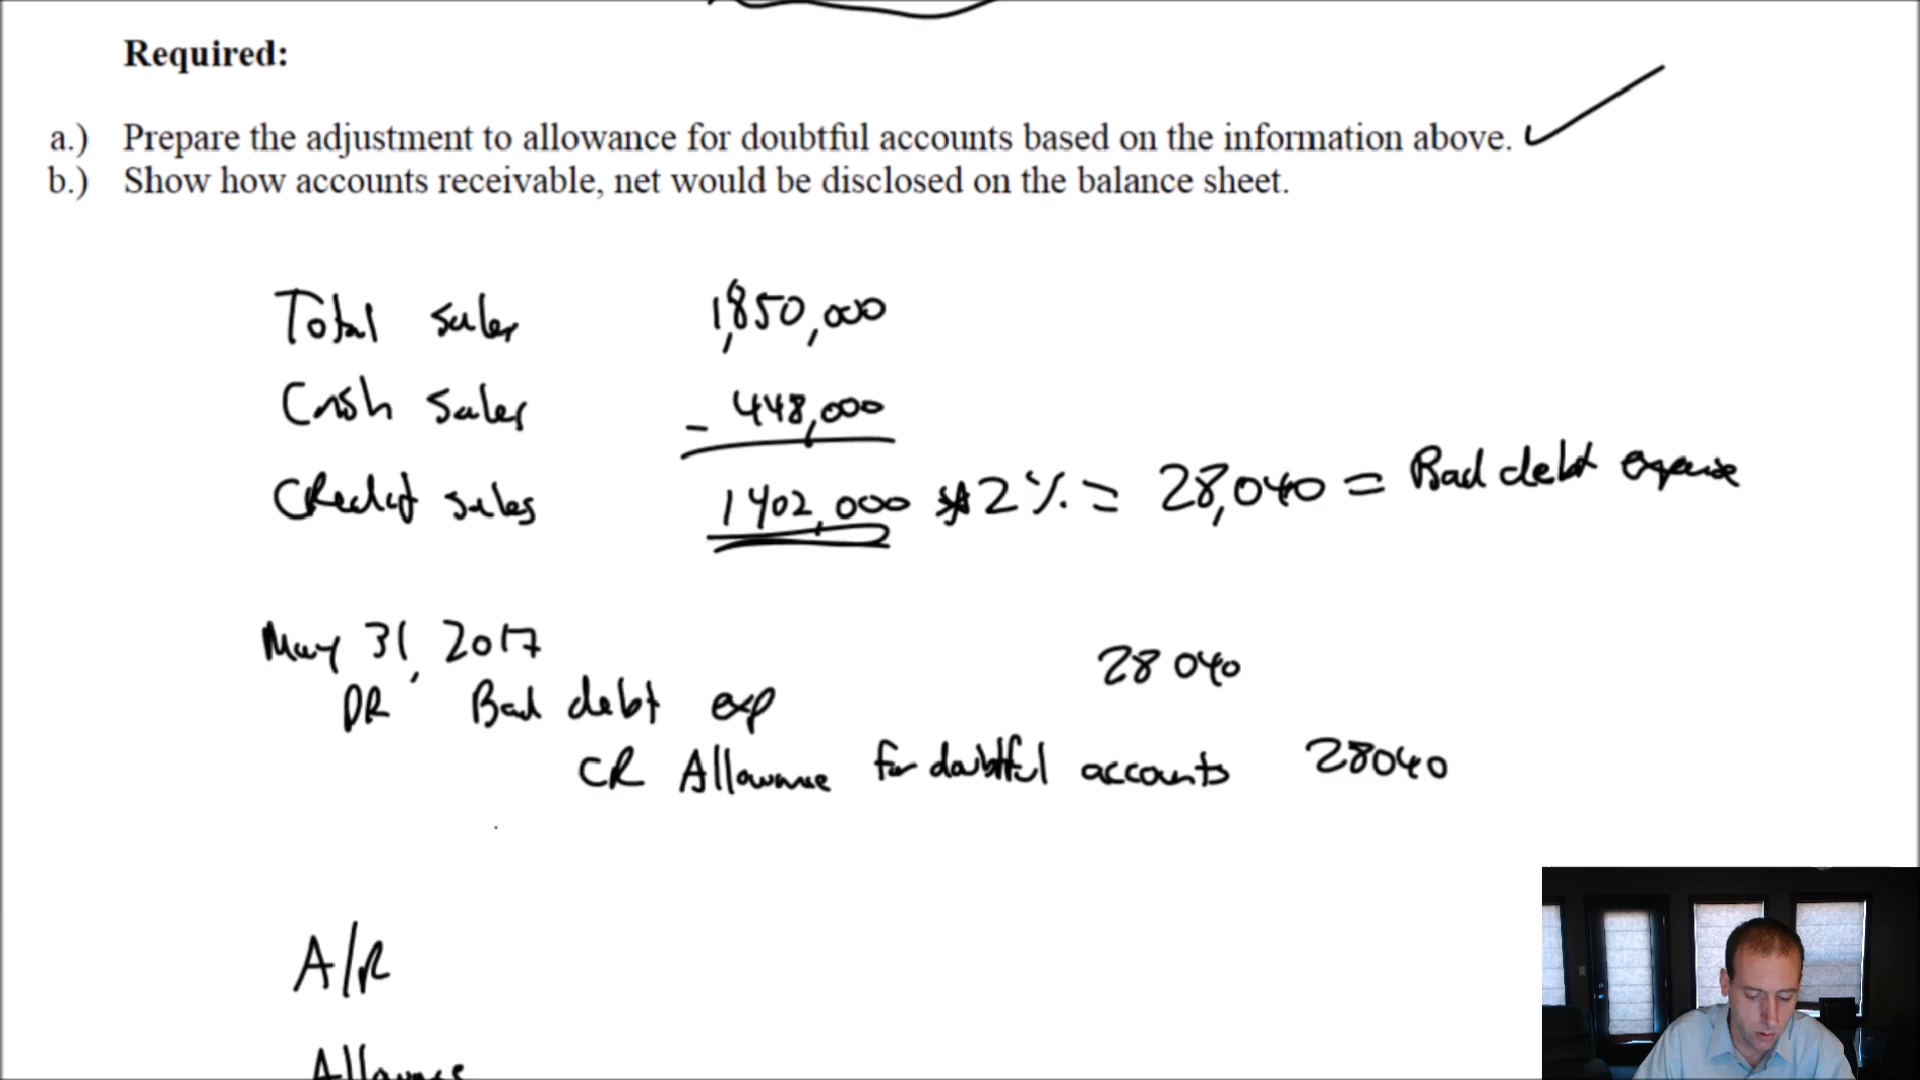 Required:
a.) Prepare the adjustment to allowance for doubtful accounts based on the information above.
b.) Show how accounts receivable, net would be disclosed on the balance sheet.
Total sales 1,850,000
Cash sales - 448,000
Credit sales 1402,000 * 2% = 28,040 = Bad debt expense
May 31, 2017
DR Bad debt exp 28 040
CR Allowance for doubtful accounts 28040
A/R
Allowance